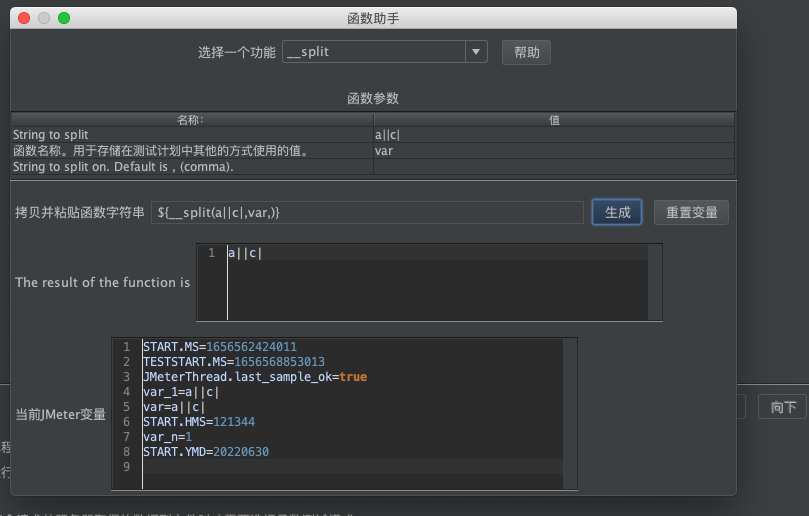 函数助手
选择一个功能 __split 帮助
函数参数
名称: 值
String to split a||c|
函数名称。用于存储在测试计划中其他的方式使用的值。 var
String to split on. Default is , (comma).
拷贝并粘贴函数字符串 ${__split(a||c|,var,)} 生成 重置变量
The result of the function is
1 a||c|
当前JMeter变量
1 START.MS=1656562424011
2 TESTSTART.MS=1656568853013
3 JMeterThread.last_sample_ok=true
4 var_1=a||c|
5 var=a||c|
6 START.HMS=121344
7 var_n=1
8 START.YMD=20220630
9
向下
程
行